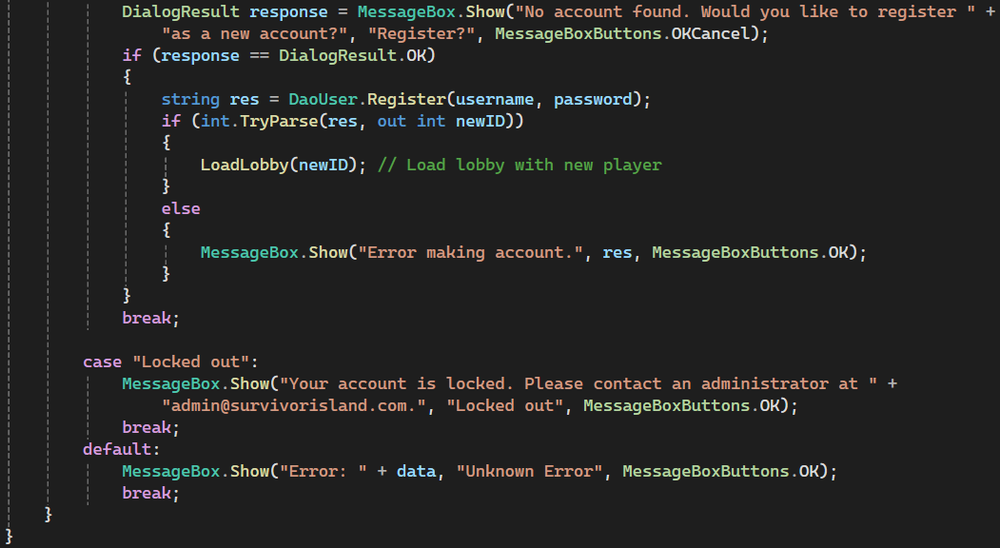 DialogResult response = MessageBox.Show("No account found. Would you like to register " +
"as a new account?", "Register?", MessageBoxButtons.OKCancel);
if (response == DialogResult.OK)
{
string res = DaoUser.Register(username, password);
if (int.TryParse(res, out int newID))
{
LoadLobby(newID); // Load lobby with new player
}
else
{
MessageBox.Show("Error making account.", res, MessageBoxButtons.OK);
}
}
break;
case "Locked out":
MessageBox.Show("Your account is locked. Please contact an administrator at " +
"admin@survivorisland.com.", "Locked out", MessageBoxButtons.OK);
break;
default:
MessageBox.Show("Error: " + data, "Unknown Error", MessageBoxButtons.OK);
break;
}
}